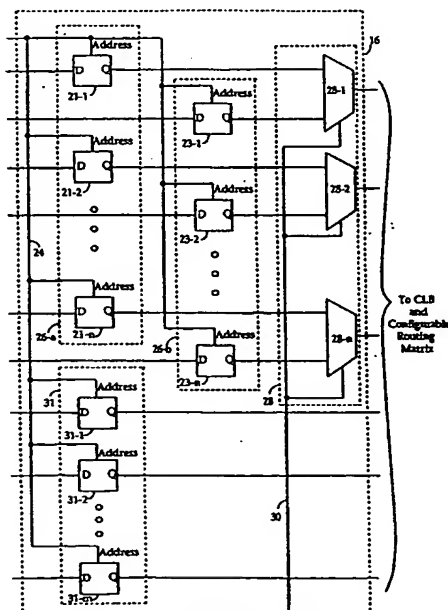 16
Address
D Q
21-1
Address
D Q
23-1
28-1
Address
D Q
21-2
Address
D Q
23-2
28-2
24
Address
D Q
21-n
26-a
Address
D Q
23-n
26-b
28
28-n
To CLB
and
Configurable
Routing
Matrix
31
Address
D Q
31-1
Address
D Q
31-2
30
Address
D Q